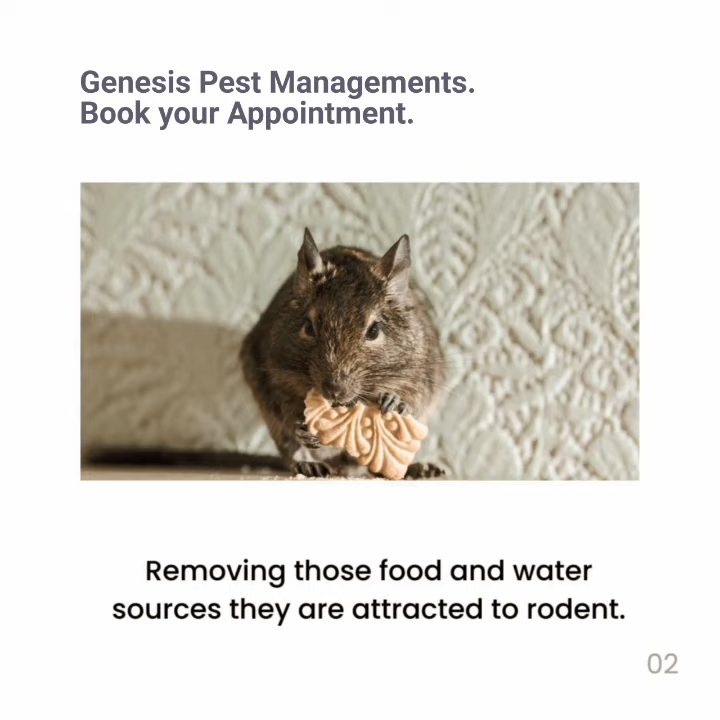 Genesis Pest Managements.
Book your Appointment.
Removing those food and water
sources they are attracted to rodent.
02